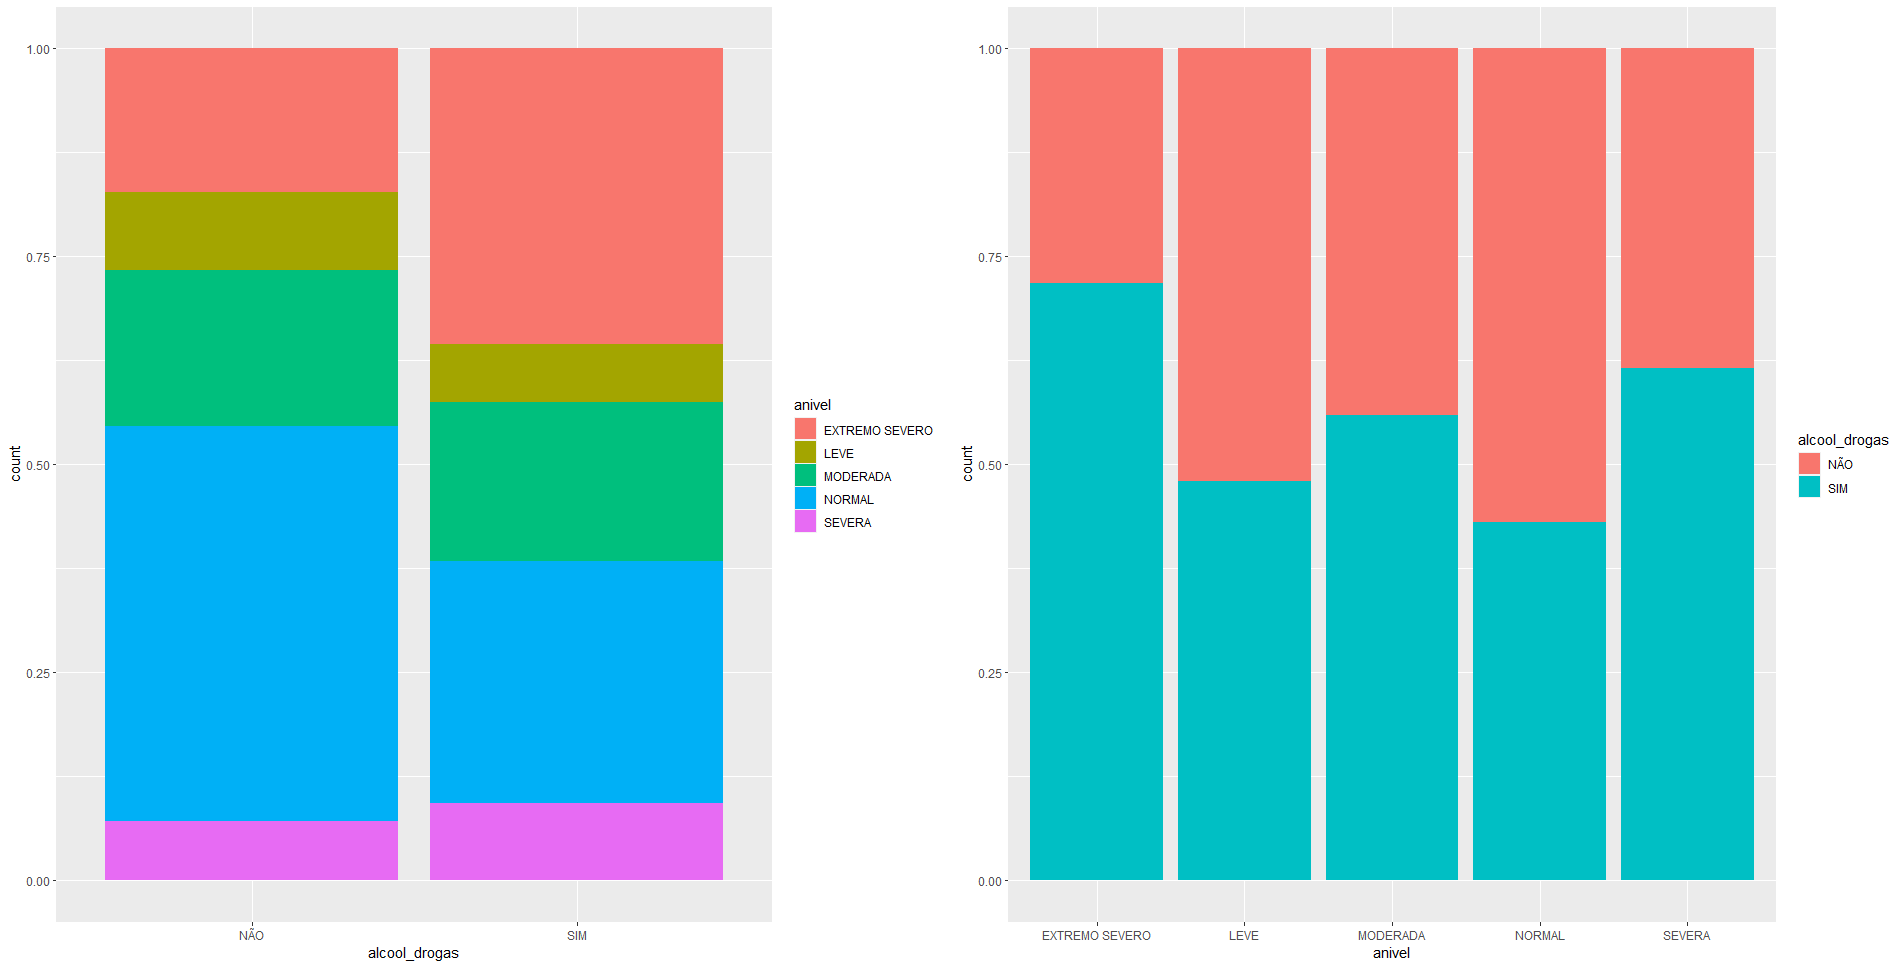 1.00
0.75
0.50
0.25
0.00
count
NÃO
SIM
alcool_drogas
anivel
EXTREMO SEVERO
LEVE
MODERADA
NORMAL
SEVERA
1.00
0.75
0.50
0.25
0.00
count
EXTREMO SEVERO
LEVE
MODERADA
NORMAL
SEVERA
anivel
alcool_drogas
NÃO
SIM